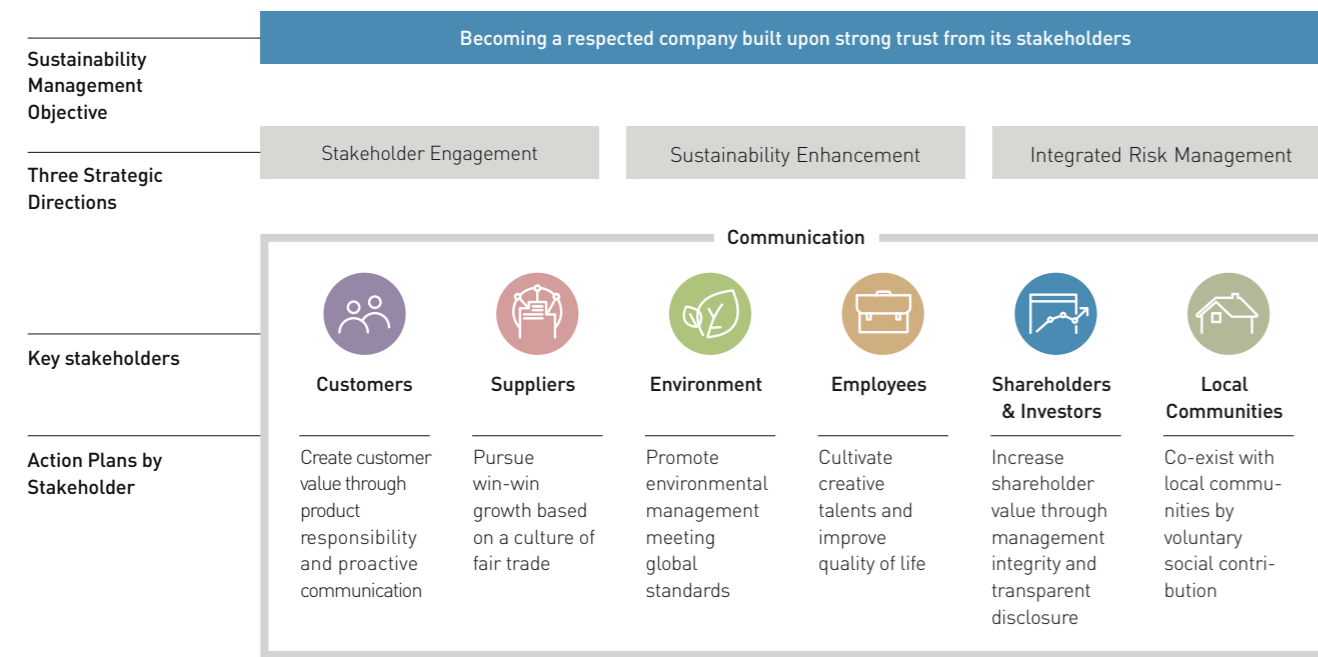 Becoming a respected company built upon strong trust from its stakeholders
Sustainability
Management
Objective
Stakeholder Engagement
Sustainability Enhancement
Integrated Risk Management
Three Strategic
Directions
Communication
Key stakeholders
Customers
Suppliers
Environment
Employees
Shareholders
& Investors
Local
Communities
Action Plans by
Stakeholder
Create customer
value through
product
responsibility
and proactive
communication
Pursue
win-win
growth based
on a culture of
fair trade
Promote
environmental
management
meeting
global
standards
Cultivate
creative
talents and
improve
quality of life
Increase
shareholder
value through
management
integrity and
transparent
disclosure
Co-exist with
local commu-
nities by
voluntary
social contri-
bution